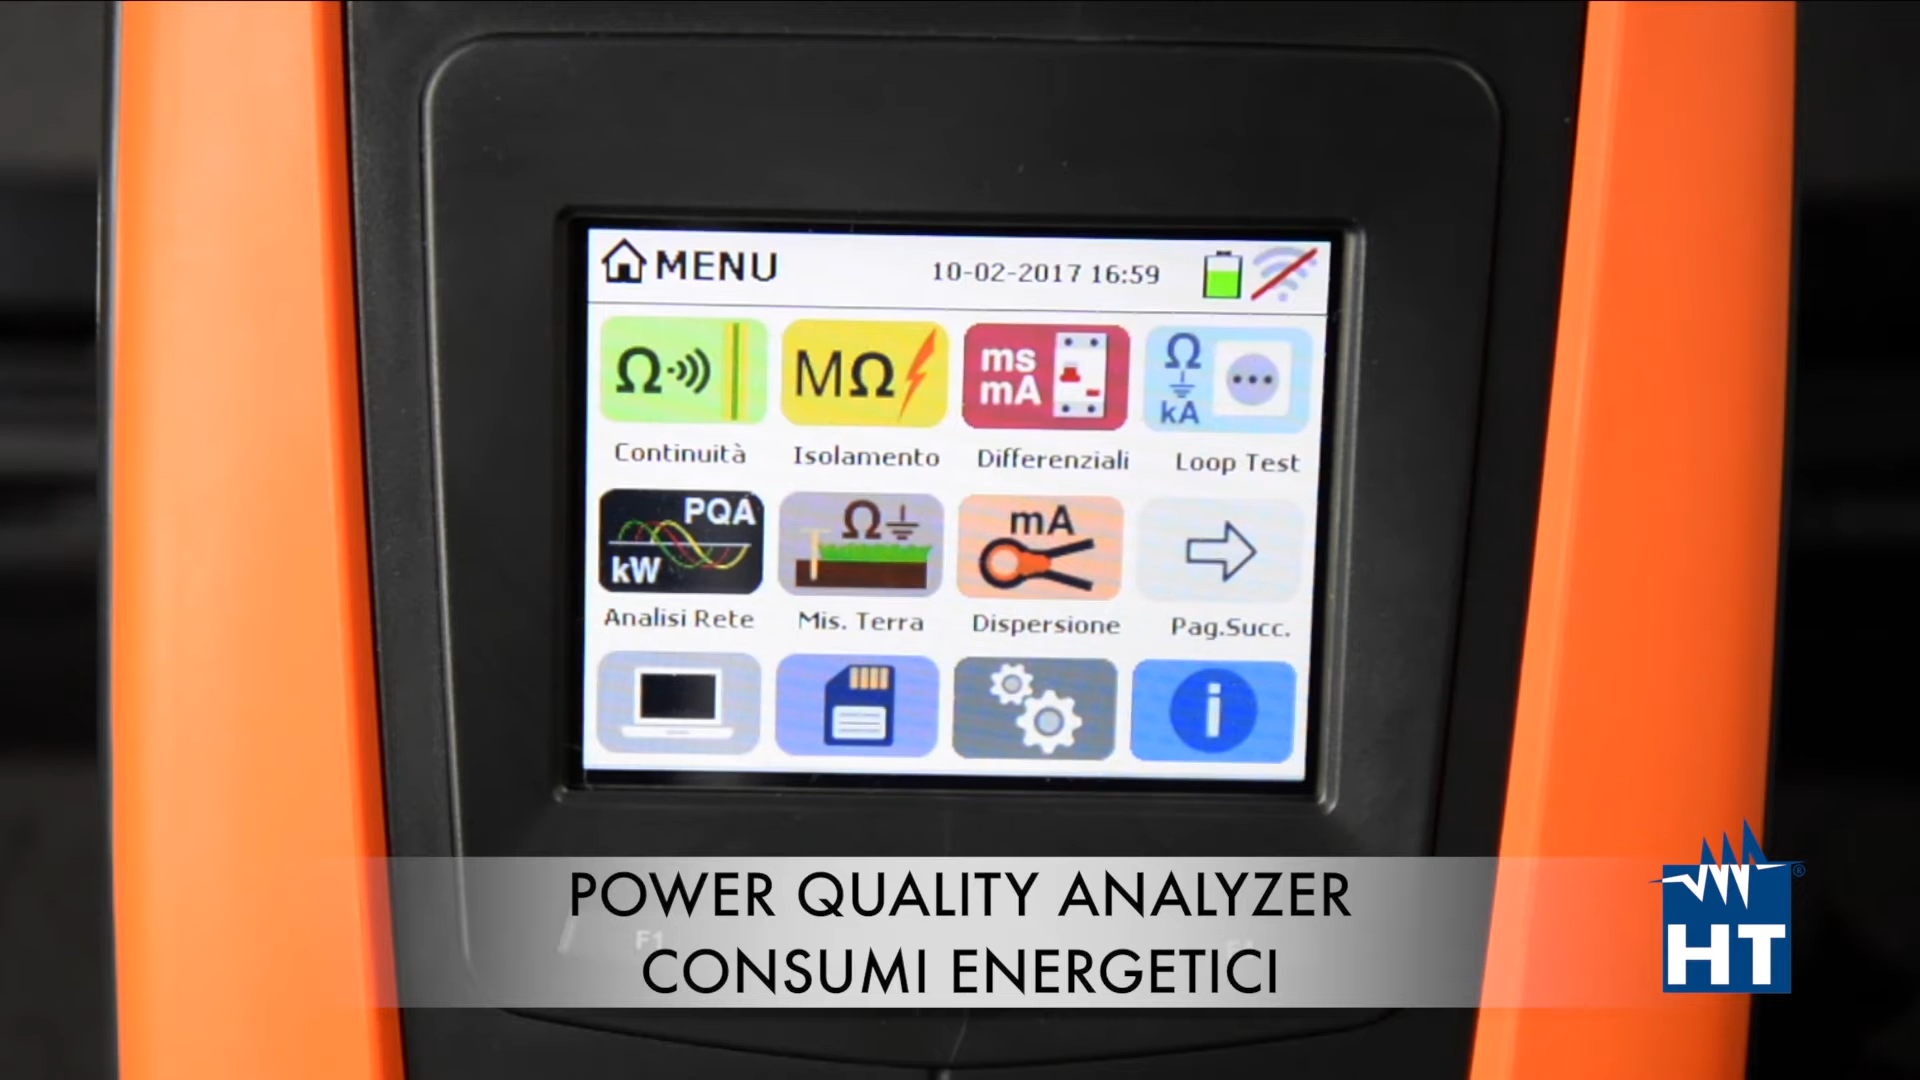 MENU 10-02-2017 16:59
Ω MΩ ms mA Ω kA
Continuità Isolamento Differenziali Loop Test
PQA kW Ω mA
Analisi Rete Mis. Terra Dispersione Pag.Succ.
i
POWER QUALITY ANALYZER
F1
CONSUMI ENERGETICI
HT®